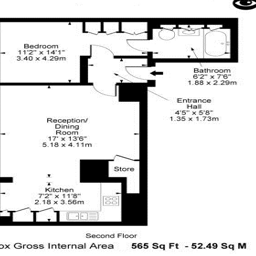 Bedroom
11'2" x 14'1"
3.40 x 4.29m
Bathroom
6'2" x 7'6"
1.88 x 2.29m
Entrance
Hall
4'5" x 5'8"
1.35 x 1.73m
Reception/
Dining
Room
17' x 13'6"
5.18 x 4.11m
Store
Kitchen
7'2" x 11'8"
2.18 x 3.56m
Second Floor
ox Gross Internal Area 565 Sq Ft - 52.49 Sq M